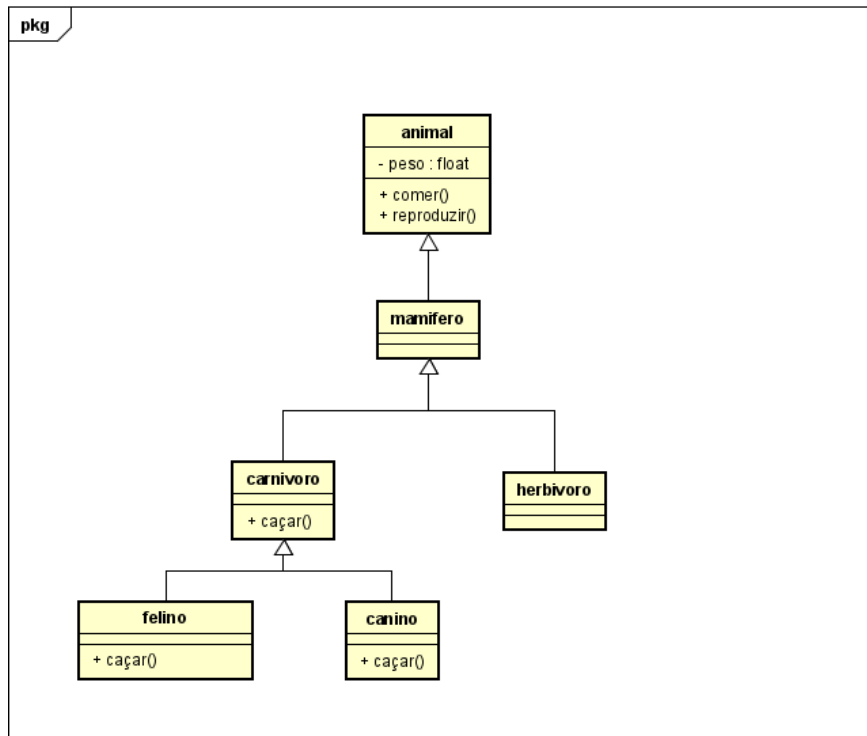 pkg
animal
- peso : float
+ comer()
+ reproduzir()
mamifero
carnivoro
+ caçar()
herbivoro
felino
+ caçar()
canino
+ caçar()